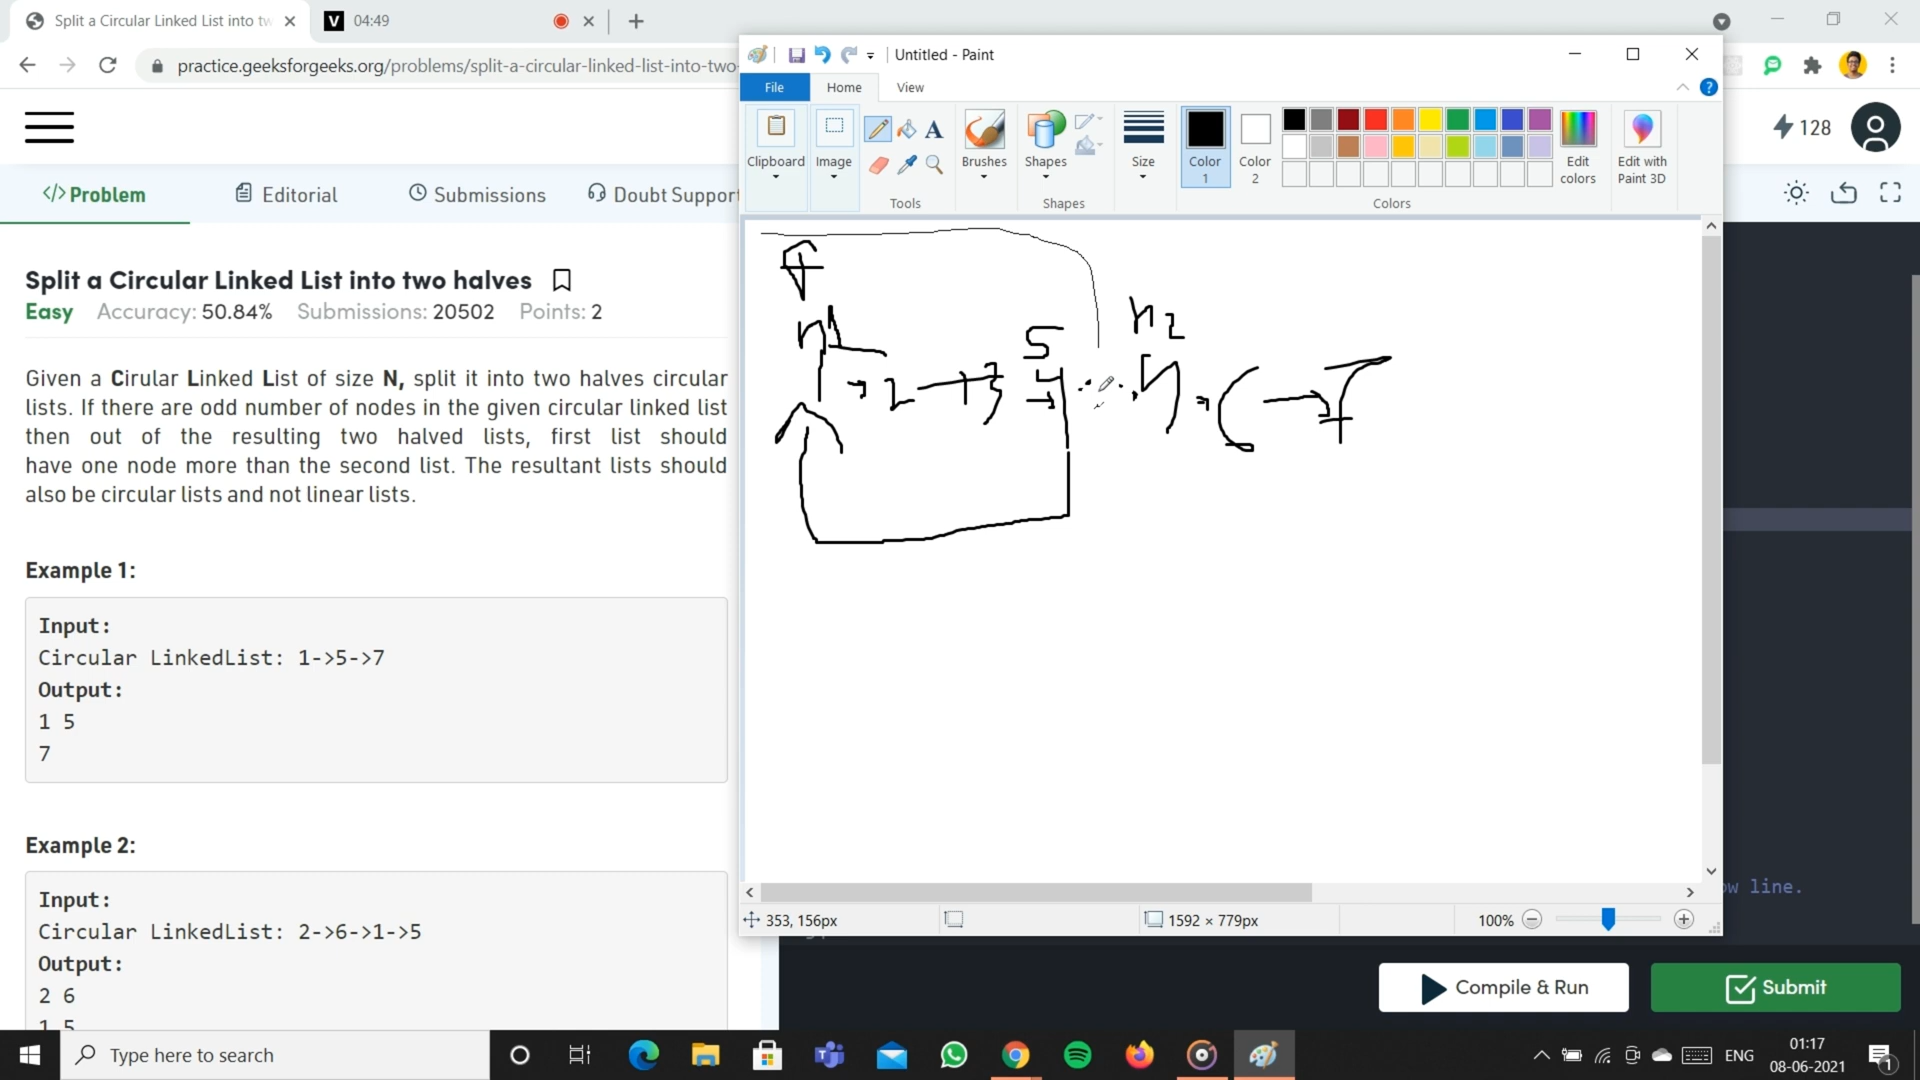 Split a Circular Linked List into tw
04:49
practice.geeksforgeeks.org/problems/split-a-circular-linked-list-into-two-
Untitled - Paint
File
Home
View
Clipboard
Image
Tools
Brushes
Shapes
Shapes
Size
Color 1
Color 2
Edit colors
Edit with Paint 3D
Colors
128
Problem
Editorial
Submissions
Doubt Support
Split a Circular Linked List into two halves
Easy Accuracy: 50.84% Submissions: 20502 Points: 2
Given a Cirular Linked List of size N, split it into two halves circular
lists. If there are odd number of nodes in the given circular linked list
then out of the resulting two halved lists, first list should
have one node more than the second list. The resultant lists should
also be circular lists and not linear lists.
Example 1:
Input:
Circular LinkedList: 1->5->7
Output:
1 5
7
Example 2:
Input:
Circular LinkedList: 2->6->1->5
Output:
2 6
1 5
5 h2
2 3 4
353, 156px
1592 × 779px
100%
line.
Compile & Run
Submit
Type here to search
ENG
01:17
08-06-2021
1